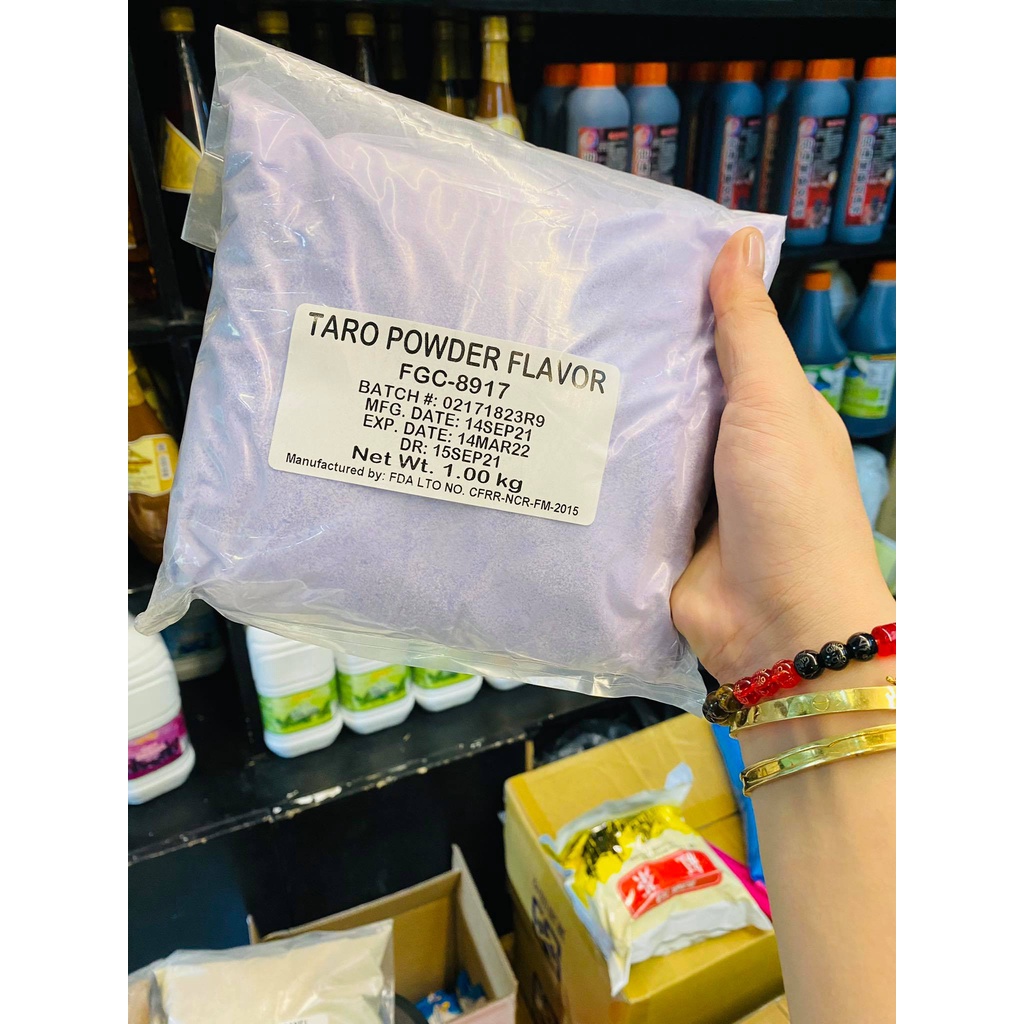 TARO POWDER FLAVOR
FGC-8917
BATCH #: 02171823R9
MFG. DATE: 14SEP21
EXP. DATE: 14MAR22
DR: 15SEP21
Net Wt. 1.00 kg
Manufactured by: FDA LTO NO. CFRR-NCR-FM-2015